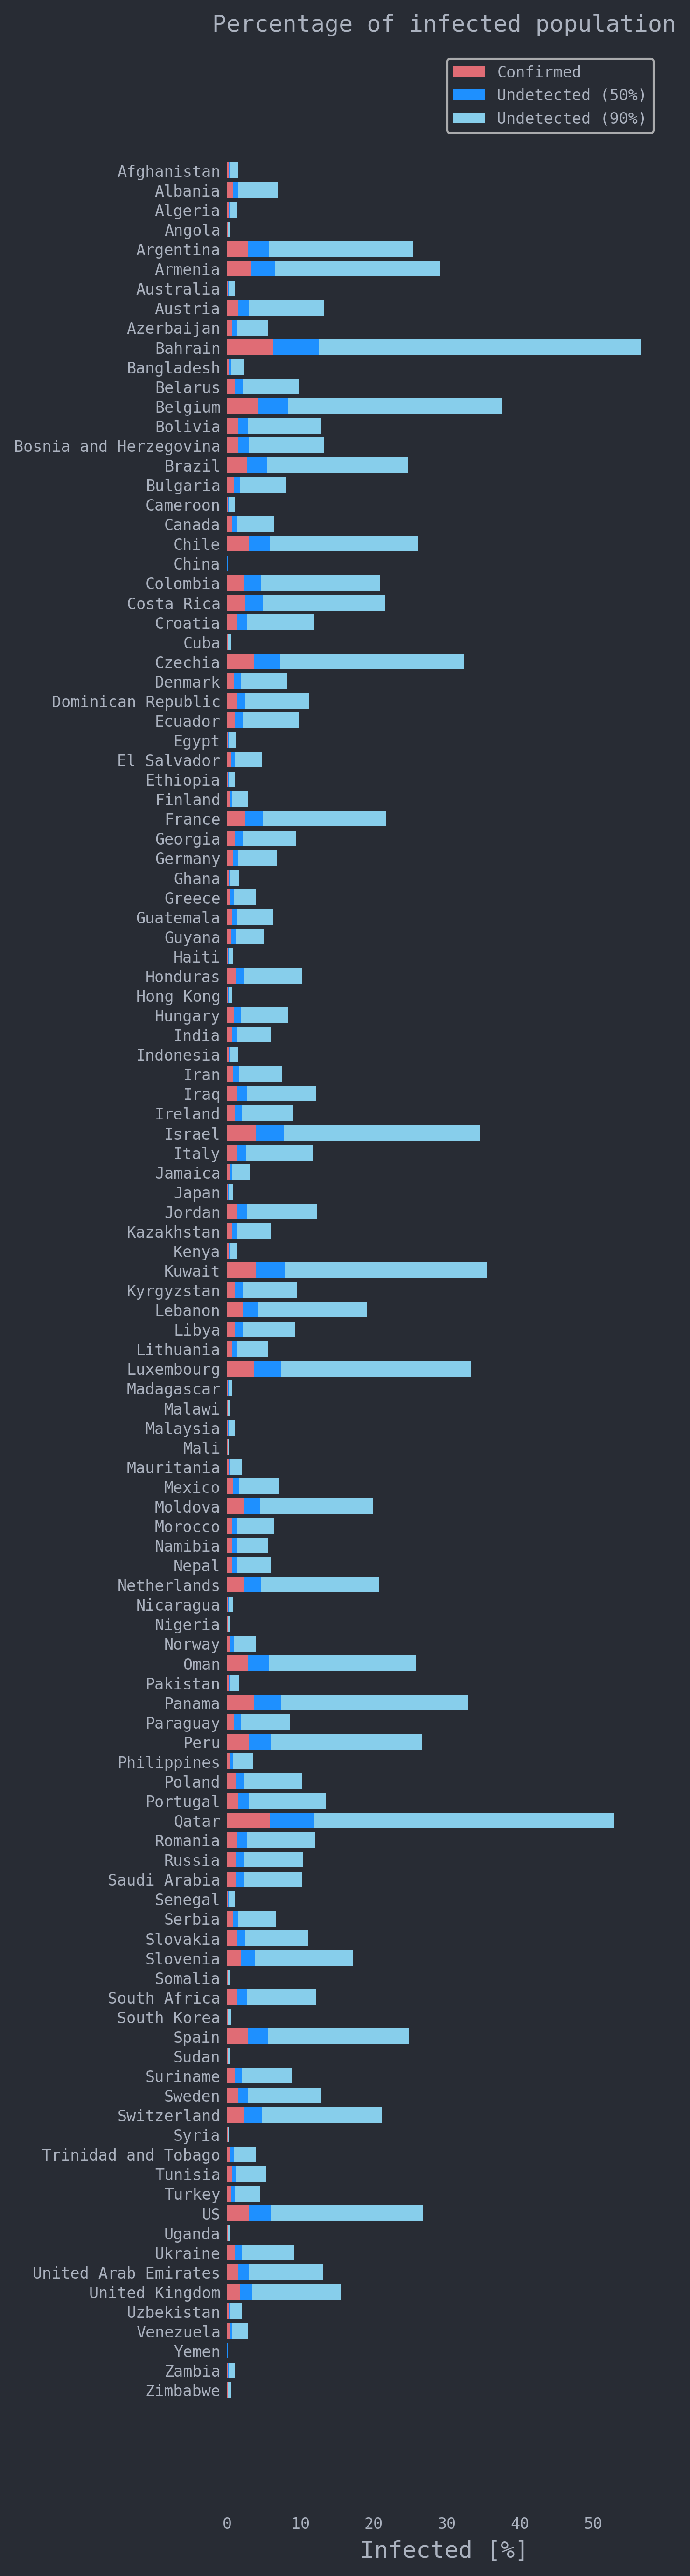 Percentage of infected population
Confirmed
Undetected (50%)
Undetected (90%)
Afghanistan
Albania
Algeria
Angola
Argentina
Armenia
Australia
Austria
Azerbaijan
Bahrain
Bangladesh
Belarus
Belgium
Bolivia
Bosnia and Herzegovina
Brazil
Bulgaria
Cameroon
Canada
Chile
China
Colombia
Costa Rica
Croatia
Cuba
Czechia
Denmark
Dominican Republic
Ecuador
Egypt
El Salvador
Ethiopia
Finland
France
Georgia
Germany
Ghana
Greece
Guatemala
Guyana
Haiti
Honduras
Hong Kong
Hungary
India
Indonesia
Iran
Iraq
Ireland
Israel
Italy
Jamaica
Japan
Jordan
Kazakhstan
Kenya
Kuwait
Kyrgyzstan
Lebanon
Libya
Lithuania
Luxembourg
Madagascar
Malawi
Malaysia
Mali
Mauritania
Mexico
Moldova
Morocco
Namibia
Nepal
Netherlands
Nicaragua
Nigeria
Norway
Oman
Pakistan
Panama
Paraguay
Peru
Philippines
Poland
Portugal
Qatar
Romania
Russia
Saudi Arabia
Senegal
Serbia
Slovakia
Slovenia
Somalia
South Africa
South Korea
Spain
Sudan
Suriname
Sweden
Switzerland
Syria
Trinidad and Tobago
Tunisia
Turkey
US
Uganda
Ukraine
United Arab Emirates
United Kingdom
Uzbekistan
Venezuela
Yemen
Zambia
Zimbabwe
0 10 20 30 40 50
Infected [%]